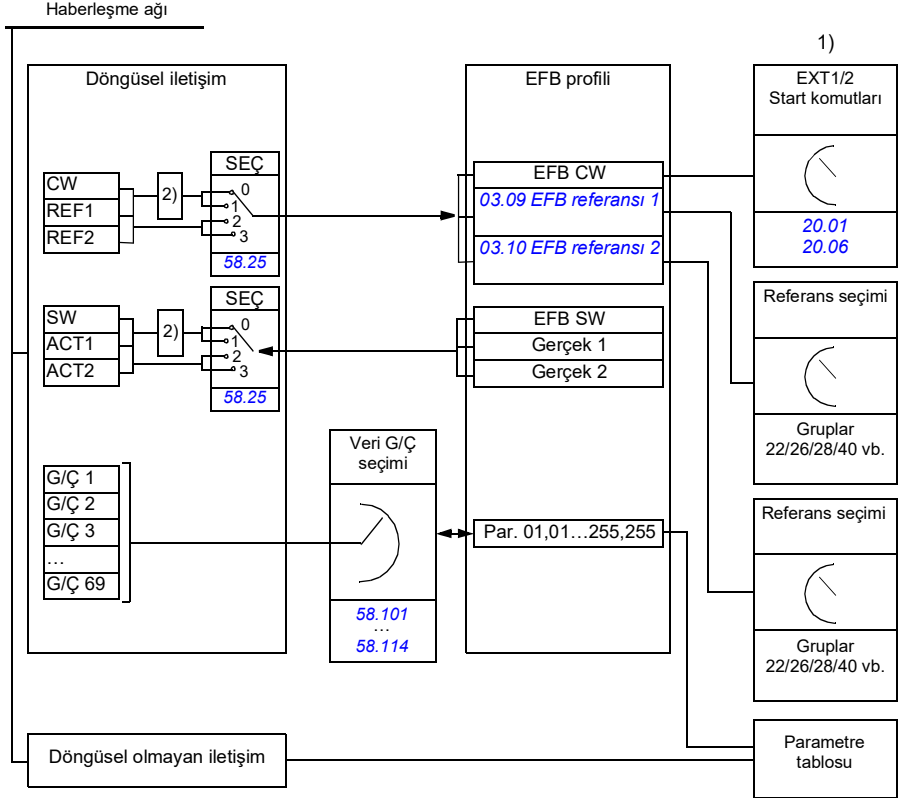 Haberleşme ağı
1)
Döngüsel iletişim
EFB profili
EXT1/2
Start komutları
SEÇ
CW
REF1
REF2
2)
0
1
2
3
58.25
EFB CW
03.09 EFB referansı 1
03.10 EFB referansı 2
20.01
20.06
SEÇ
SW
ACT1
ACT2
2)
0
1
2
3
58.25
EFB SW
Gerçek 1
Gerçek 2
Referans seçimi
Gruplar
22/26/28/40 vb.
Veri G/Ç
seçimi
G/Ç 1
G/Ç 2
G/Ç 3
...
G/Ç 69
58.101
...
58.114
Par. 01,01…255,255
Referans seçimi
Gruplar
22/26/28/40 vb.
Döngüsel olmayan iletişim
Parametre
tablosu